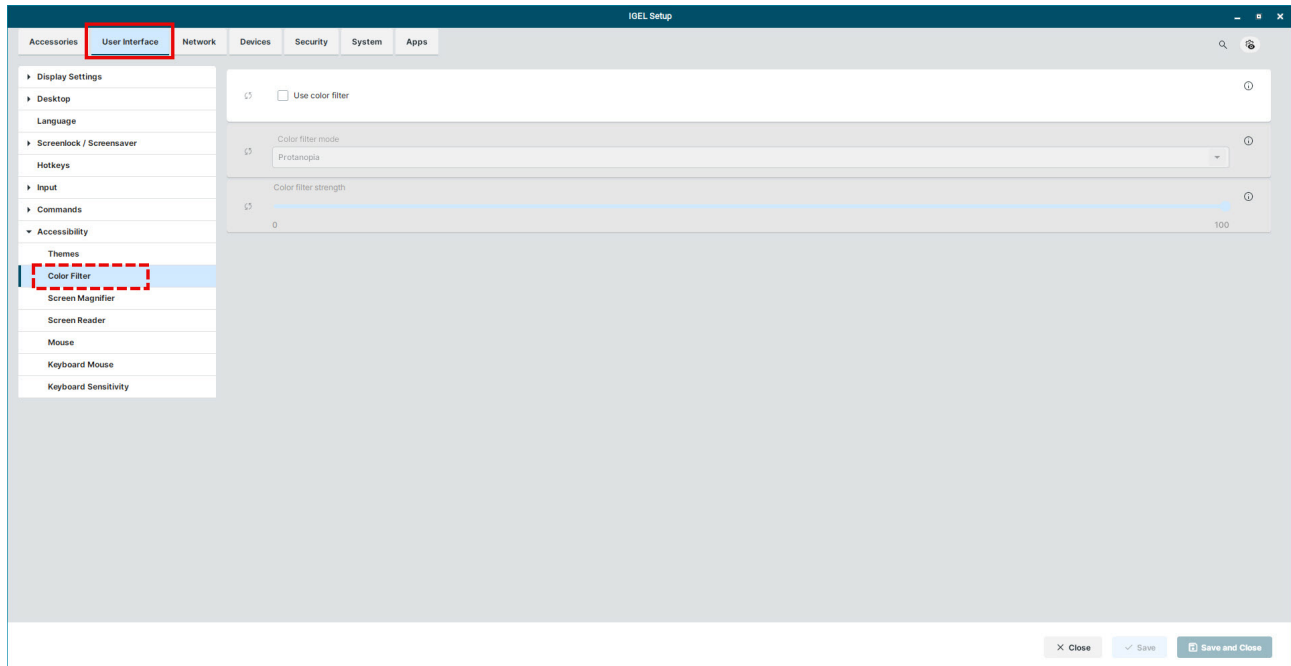 IGEL Setup
Accessories User Interface Network Devices Security System Apps
Display Settings
Desktop
Language
Screenlock / Screensaver
Hotkeys
Input
Commands
Accessibility
Themes
Color Filter
Screen Magnifier
Screen Reader
Mouse
Keyboard Mouse
Keyboard Sensitivity
Use color filter
Color filter mode
Protanopia
Color filter strength
0 100
Close Save Save and Close